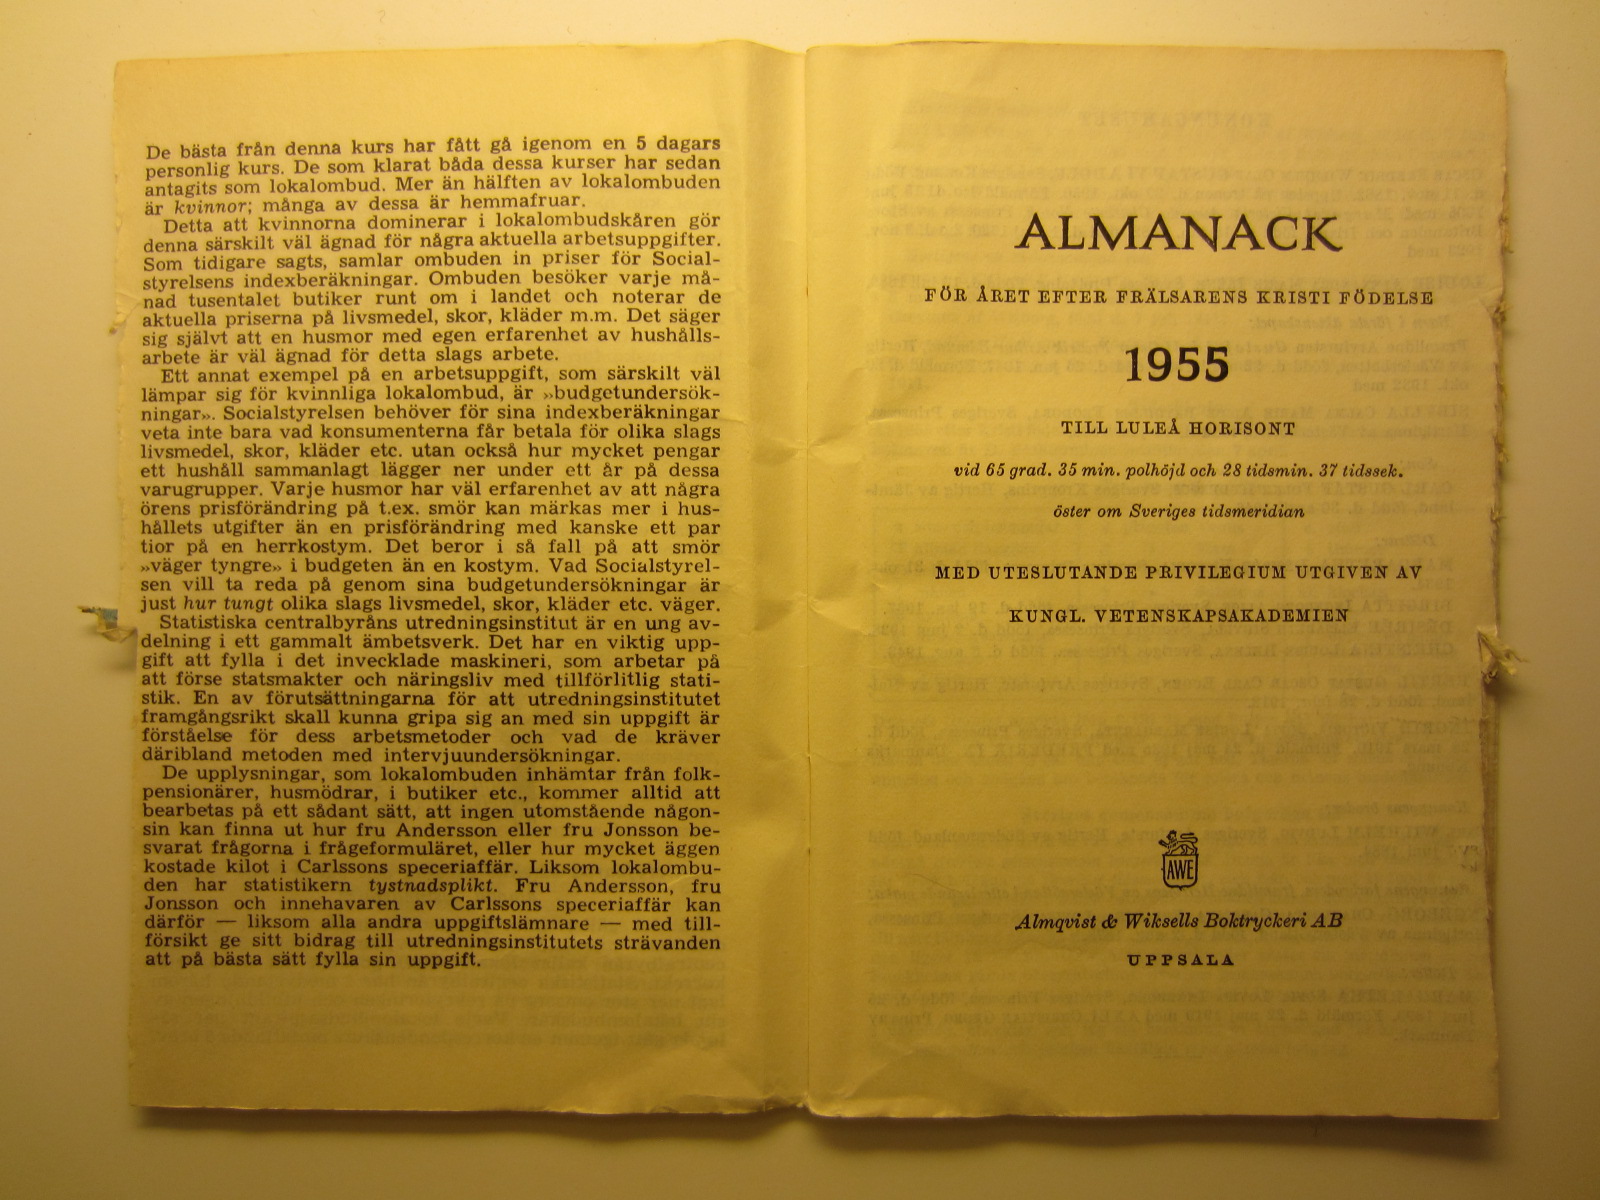 De bästa från denna kurs har fått gå igenom en 5 dagars
personlig kurs. De som klarat båda dessa kurser har sedan
antagits som lokalombud. Mer än hälften av lokalombuden
är kvinnor; många av dessa är hemmafruar.
Detta att kvinnorna dominerar i lokalombudskåren gör
denna särskilt väl ägnad för några aktuella arbetsuppgifter.
Som tidigare sagts, samlar ombuden in priser för Social-
styrelsens indexberäkningar. Ombuden besöker varje må-
nad tusentalet butiker runt om i landet och noterar de
aktuella priserna på livsmedel, skor, kläder m.m. Det säger
sig självt att en husmor med egen erfarenhet av hushålls-
arbete är väl ägnad för detta slags arbete.
Ett annat exempel på en arbetsuppgift, som särskilt väl
lämpar sig för kvinnliga lokalombud, är »budgetundersök-
ningar». Socialstyrelsen behöver för sina indexberäkningar
veta inte bara vad konsumenterna får betala för olika slags
livsmedel, skor, kläder etc. utan också hur mycket pengar
ett hushåll sammanlagt lägger ner under ett år på dessa
varugrupper. Varje husmor har väl erfarenhet av att några
örens prisförändring på t.ex. smör kan märkas mer i hus-
hållets utgifter än en prisförändring med kanske ett par
tior på en herrkostym. Det beror i så fall på att smör
»väger tyngre» i budgeten än en kostym. Vad Socialstyrel-
sen vill ta reda på genom sina budgetundersökningar är
just hur tungt olika slags livsmedel, skor, kläder etc. väger.
Statistiska centralbyråns utredningsinstitut är en ung av-
delning i ett gammalt ämbetsverk. Det har en viktig upp-
gift att fylla i det invecklade maskineri, som arbetar på
att förse statsmakter och näringsliv med tillförlitlig stati-
stik. En av förutsättningarna för att utredningsinstitutet
framgångsrikt skall kunna gripa sig an med sin uppgift är
förståelse för dess arbetsmetoder och vad de kräver
däribland metoden med intervjuundersökningar.
De upplysningar, som lokalombuden inhämtar från folk-
pensionärer, husmödrar, i butiker etc., kommer alltid att
bearbetas på ett sådant sätt, att ingen utomstående någon-
sin kan finna ut hur fru Andersson eller fru Jonsson be-
svarat frågorna i frågeformuläret, eller hur mycket äggen
kostade kilot i Carlssons speceriaffär. Liksom lokalombu-
den har statistikern tystnadsplikt. Fru Andersson, fru
Jonsson och innehavaren av Carlssons speceriaffär kan
därför — liksom alla andra uppgiftslämnare — med till-
försikt ge sitt bidrag till utredningsinstitutets strävanden
att på bästa sätt fylla sin uppgift.
ALMANACK
FÖR ÅRET EFTER FRÄLSARENS KRISTI FÖDELSE
1955
TILL LULEÅ HORISONT
vid 65 grad. 35 min. polhöjd och 28 tidsmin. 37 tidssek.
öster om Sveriges tidsmeridian
MED UTESLUTANDE PRIVILEGIUM UTGIVEN AV
KUNGL. VETENSKAPSAKADEMIEN
AWE
Almqvist & Wiksells Boktryckeri AB
UPPSALA